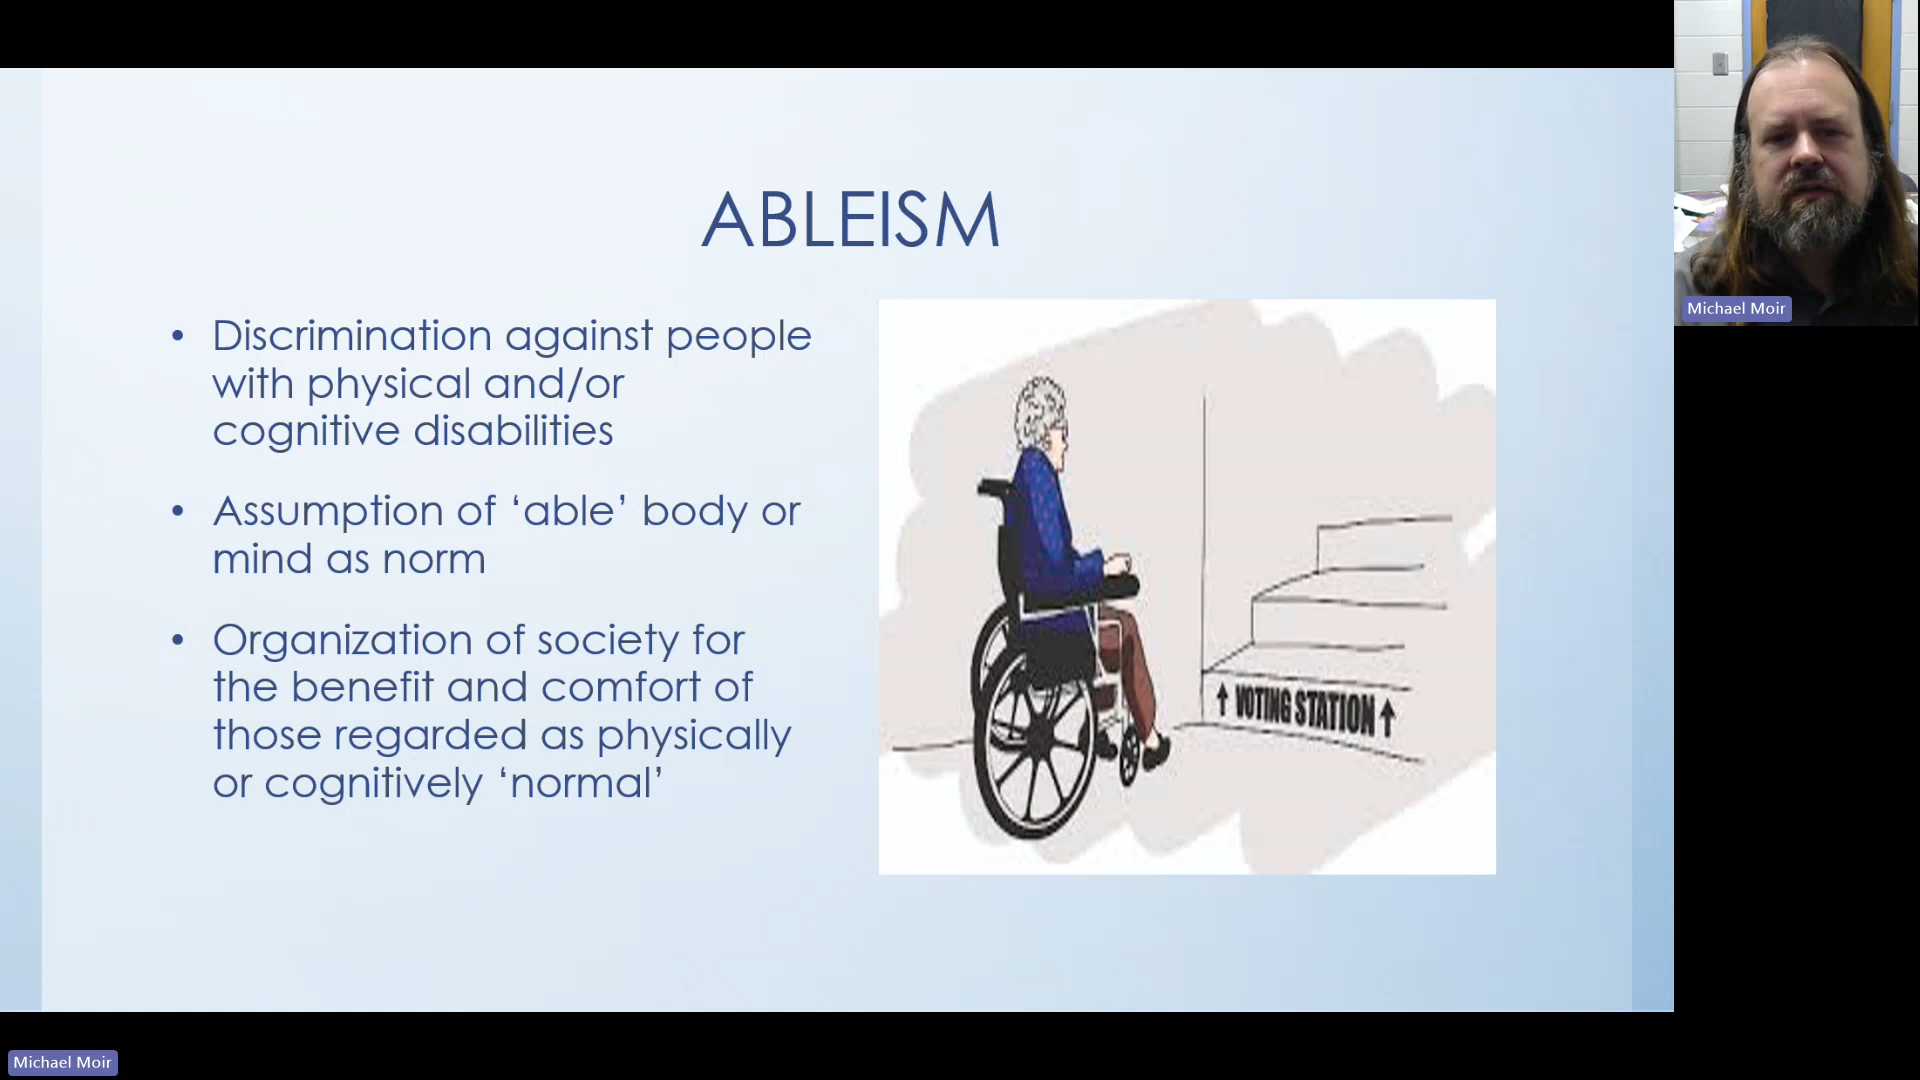 ABLEISM
• Discrimination against people
with physical and/or
cognitive disabilities
• Assumption of ‘able’ body or
mind as norm
• Organization of society for
the benefit and comfort of
those regarded as physically
or cognitively ‘normal’
↑ VOTING STATION ↑
Michael Moir
Michael Moir